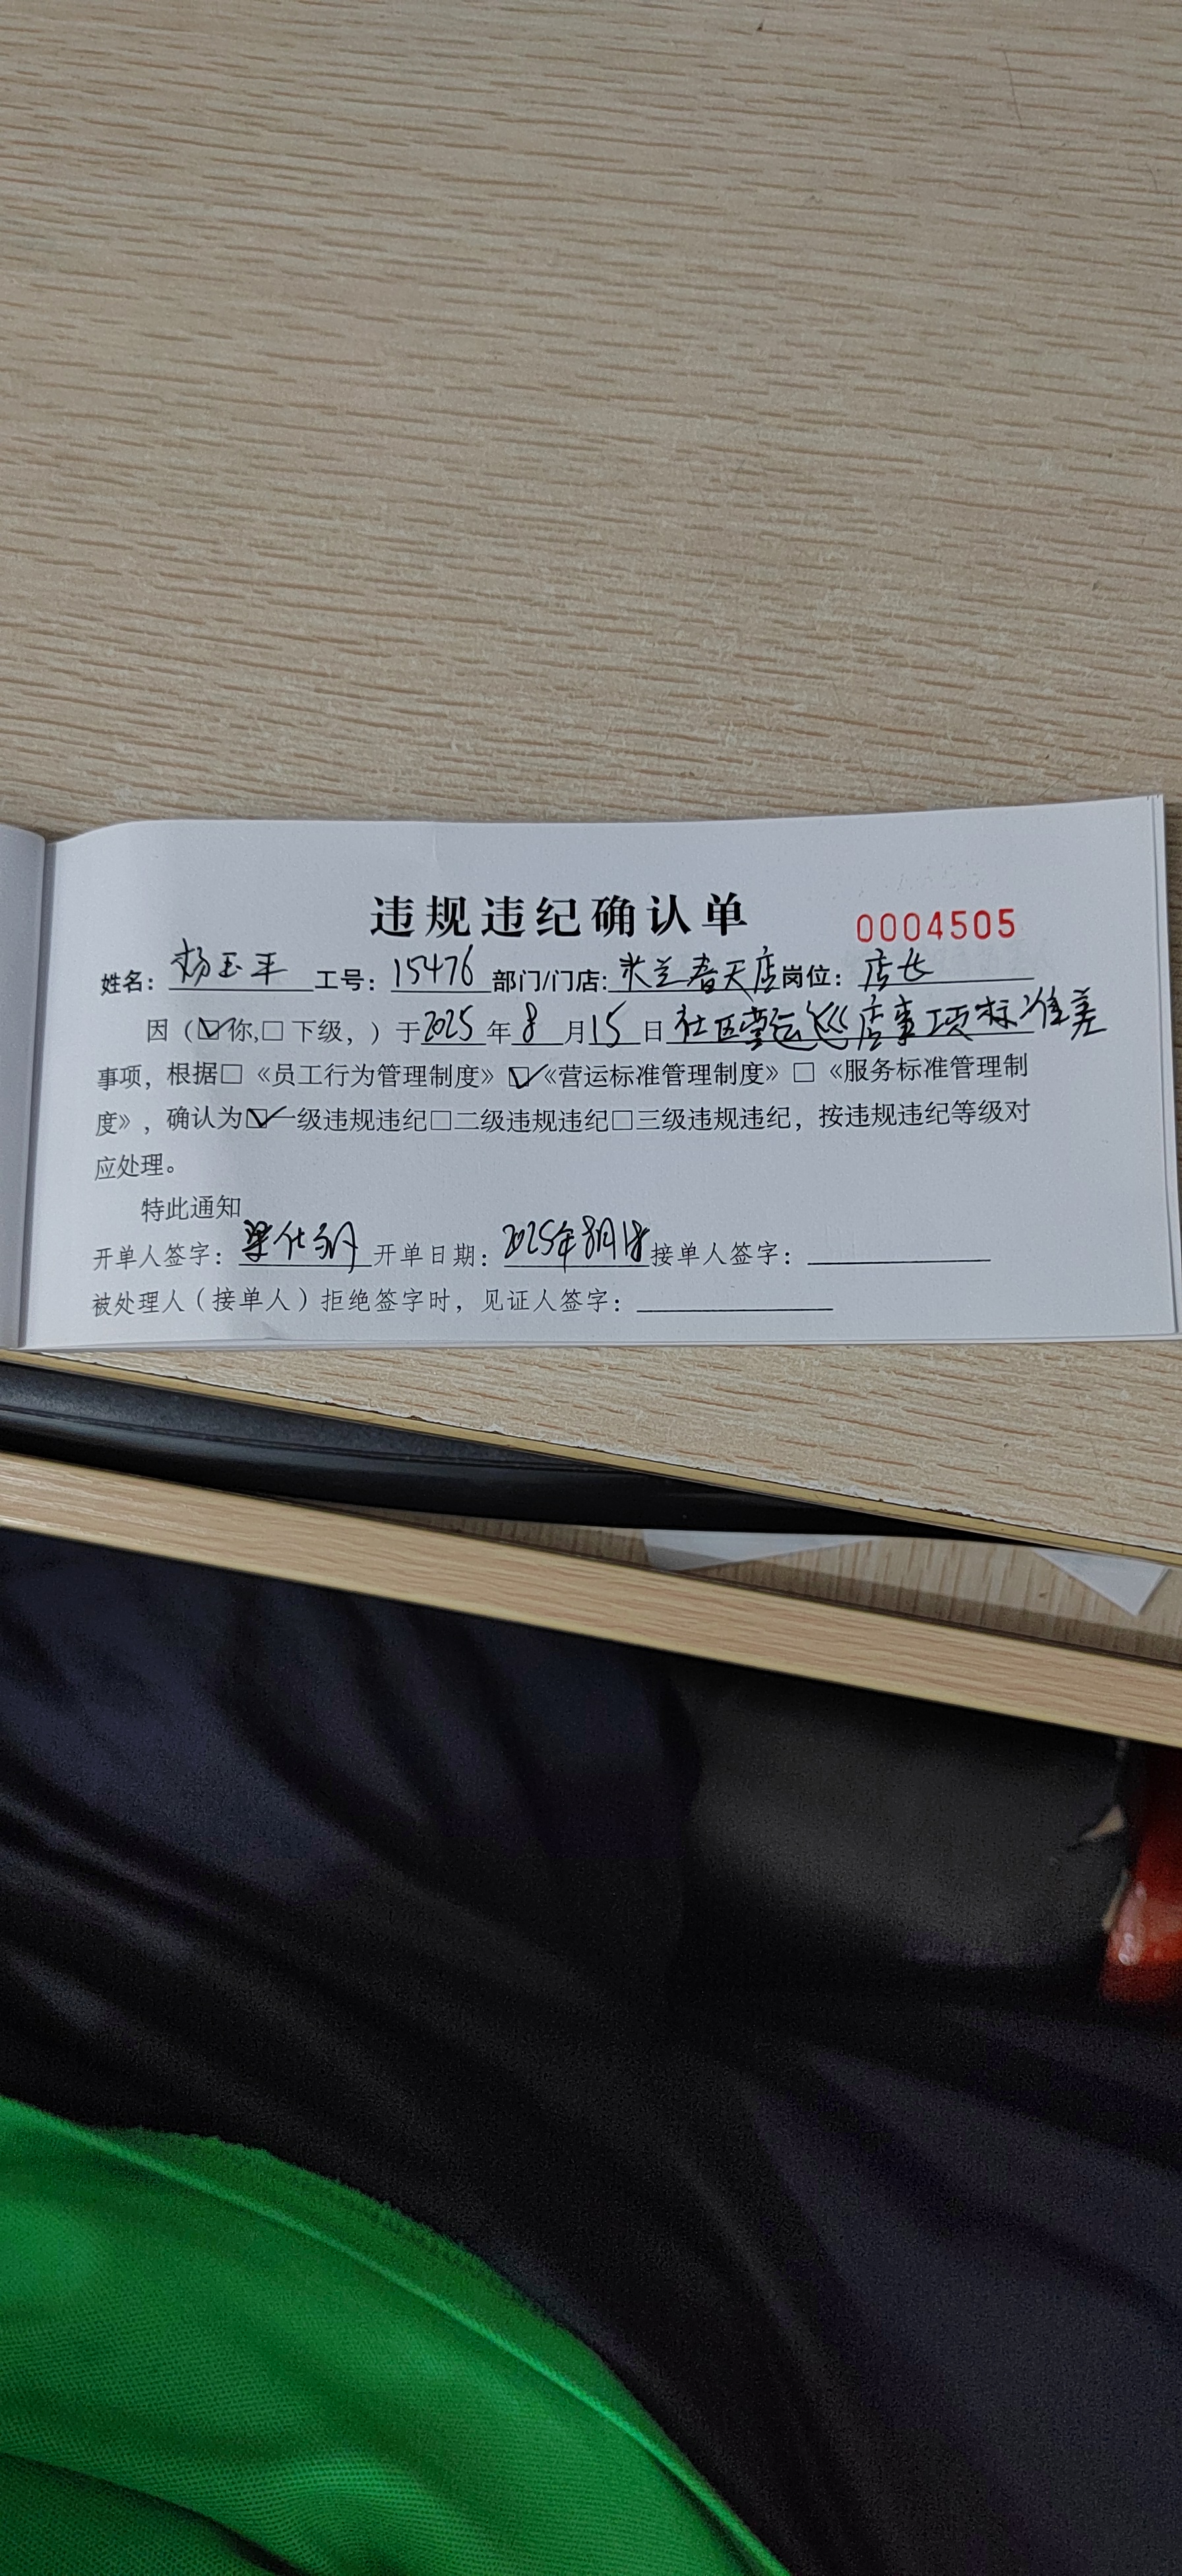 违规违纪确认单
0004505
姓名：杨玉平 工号：15476 部门/门店：米兰春天店 岗位：店长
因（☑你,□下级，）于2025年8月15日社区营运巡店事项标准差
事项，根据□《员工行为管理制度》☑《营运标准管理制度》□《服务标准管理制
度》，确认为☑一级违规违纪□二级违规违纪□三级违规违纪，按违规违纪等级对
应处理。
特此通知
开单人签字：梁仕 开单日期：2025年8月18 接单人签字：
被处理人（接单人）拒绝签字时，见证人签字：